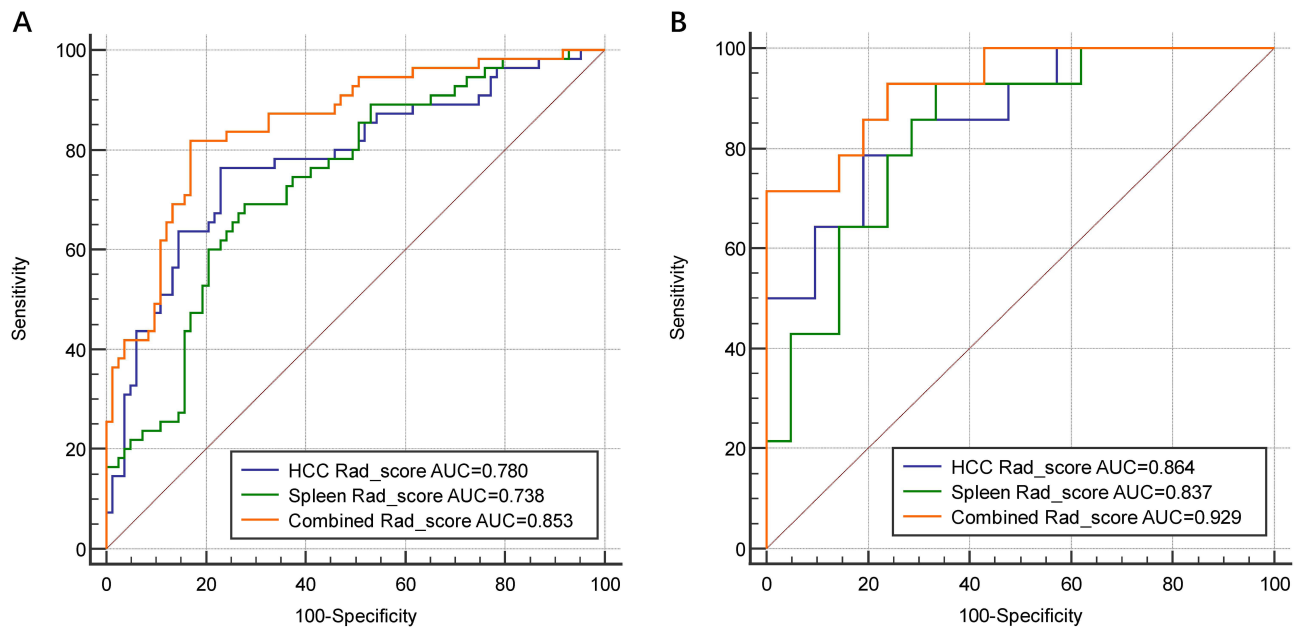 A
100
80
60
40
20
0
Sensitivity
HCC Rad_score AUC=0.780
Spleen Rad_score AUC=0.738
Combined Rad_score AUC=0.853
0 20 40 60 80 100
100-Specificity
B
100
80
60
40
20
0
Sensitivity
HCC Rad_score AUC=0.864
Spleen Rad_score AUC=0.837
Combined Rad_score AUC=0.929
0 20 40 60 80 100
100-Specificity